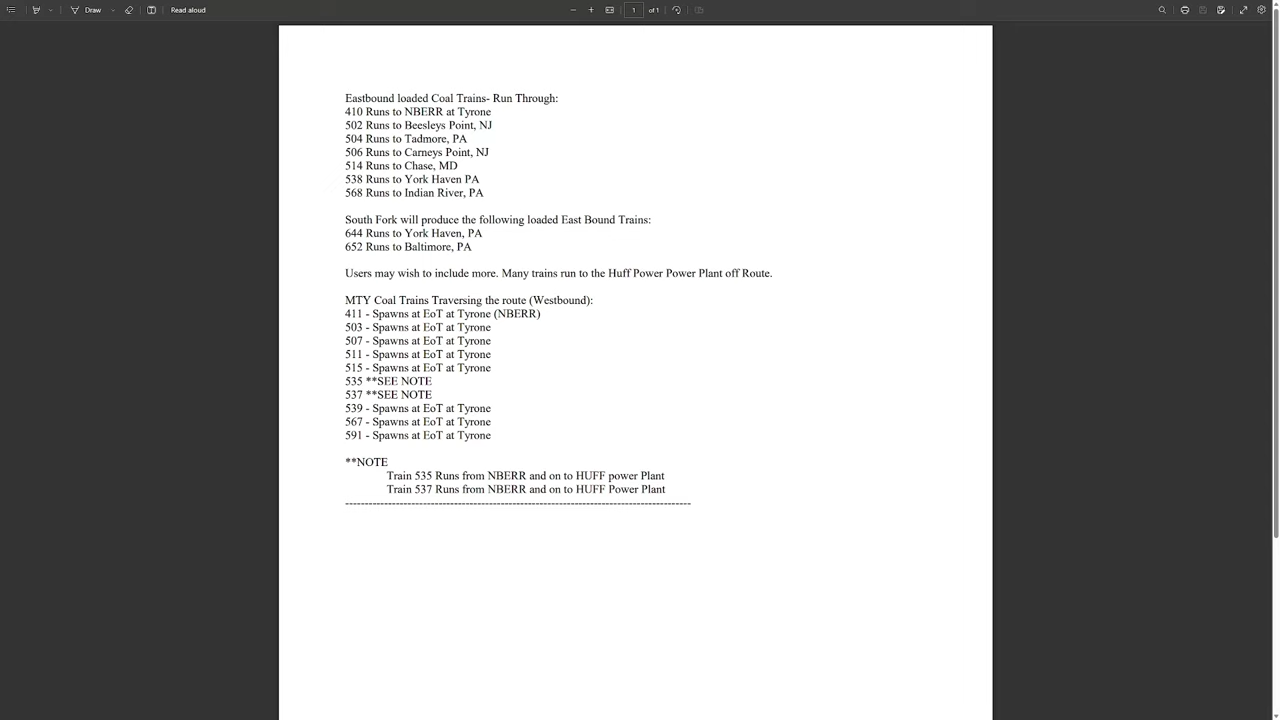 Draw
Read aloud
1 of 1
Eastbound loaded Coal Trains- Run Through:
410 Runs to NBERR at Tyrone
502 Runs to Beesleys Point, NJ
504 Runs to Tadmore, PA
506 Runs to Carneys Point, NJ
514 Runs to Chase, MD
538 Runs to York Haven PA
568 Runs to Indian River, PA
South Fork will produce the following loaded East Bound Trains:
644 Runs to York Haven, PA
652 Runs to Baltimore, PA
Users may wish to include more. Many trains run to the Huff Power Power Plant off Route.
MTY Coal Trains Traversing the route (Westbound):
411 - Spawns at EoT at Tyrone (NBERR)
503 - Spawns at EoT at Tyrone
507 - Spawns at EoT at Tyrone
511 - Spawns at EoT at Tyrone
515 - Spawns at EoT at Tyrone
535 **SEE NOTE
537 **SEE NOTE
539 - Spawns at EoT at Tyrone
567 - Spawns at EoT at Tyrone
591 - Spawns at EoT at Tyrone
**NOTE
Train 535 Runs from NBERR and on to HUFF power Plant
Train 537 Runs from NBERR and on to HUFF Power Plant
--------------------------------------------------------------------------------------